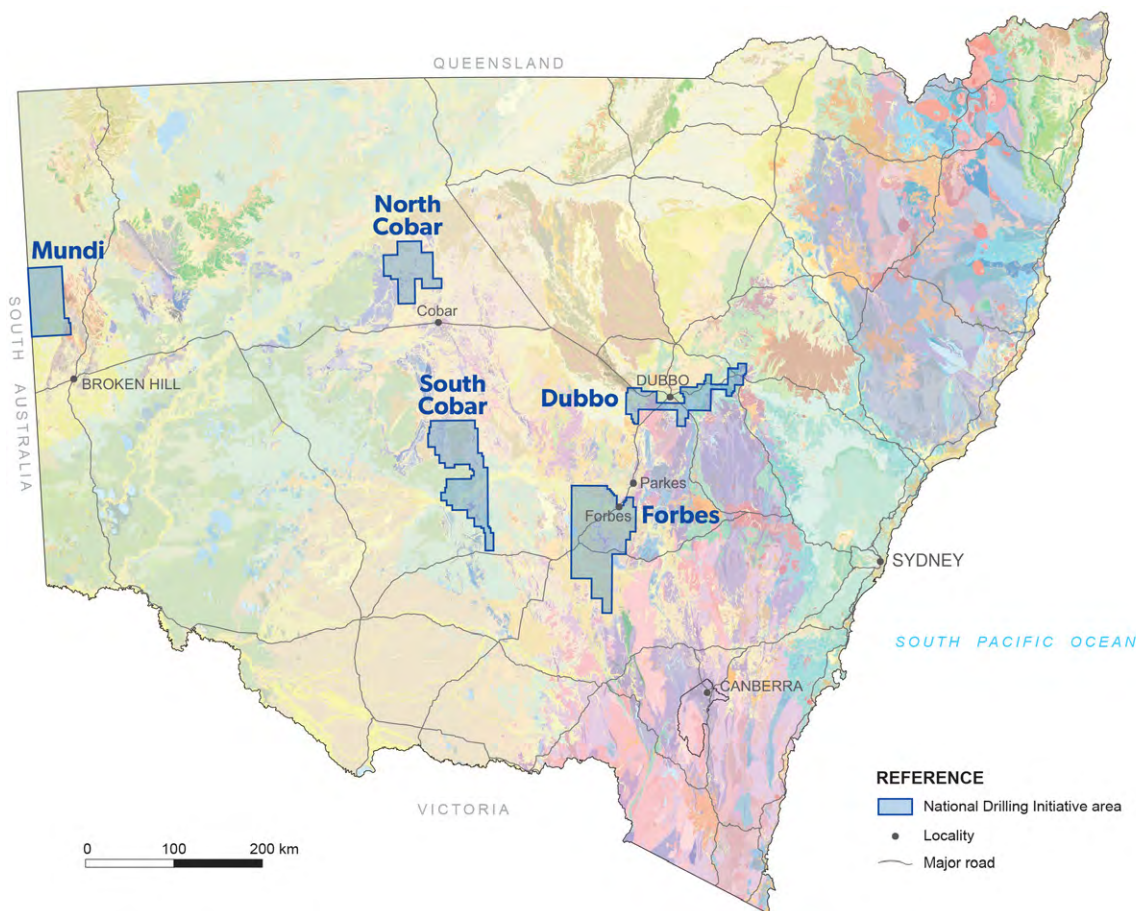 QUEENSLAND
North
Cobar
Mundi
SOUTH AUSTRALIA
Cobar
BROKEN HILL
South
Cobar
Dubbo
DUBBO
Parkes
Forbes
Forbes
SYDNEY
SOUTH PACIFIC OCEAN
CANBERRA
VICTORIA
REFERENCE
National Drilling Initiative area
Locality
Major road
0 100 200 km